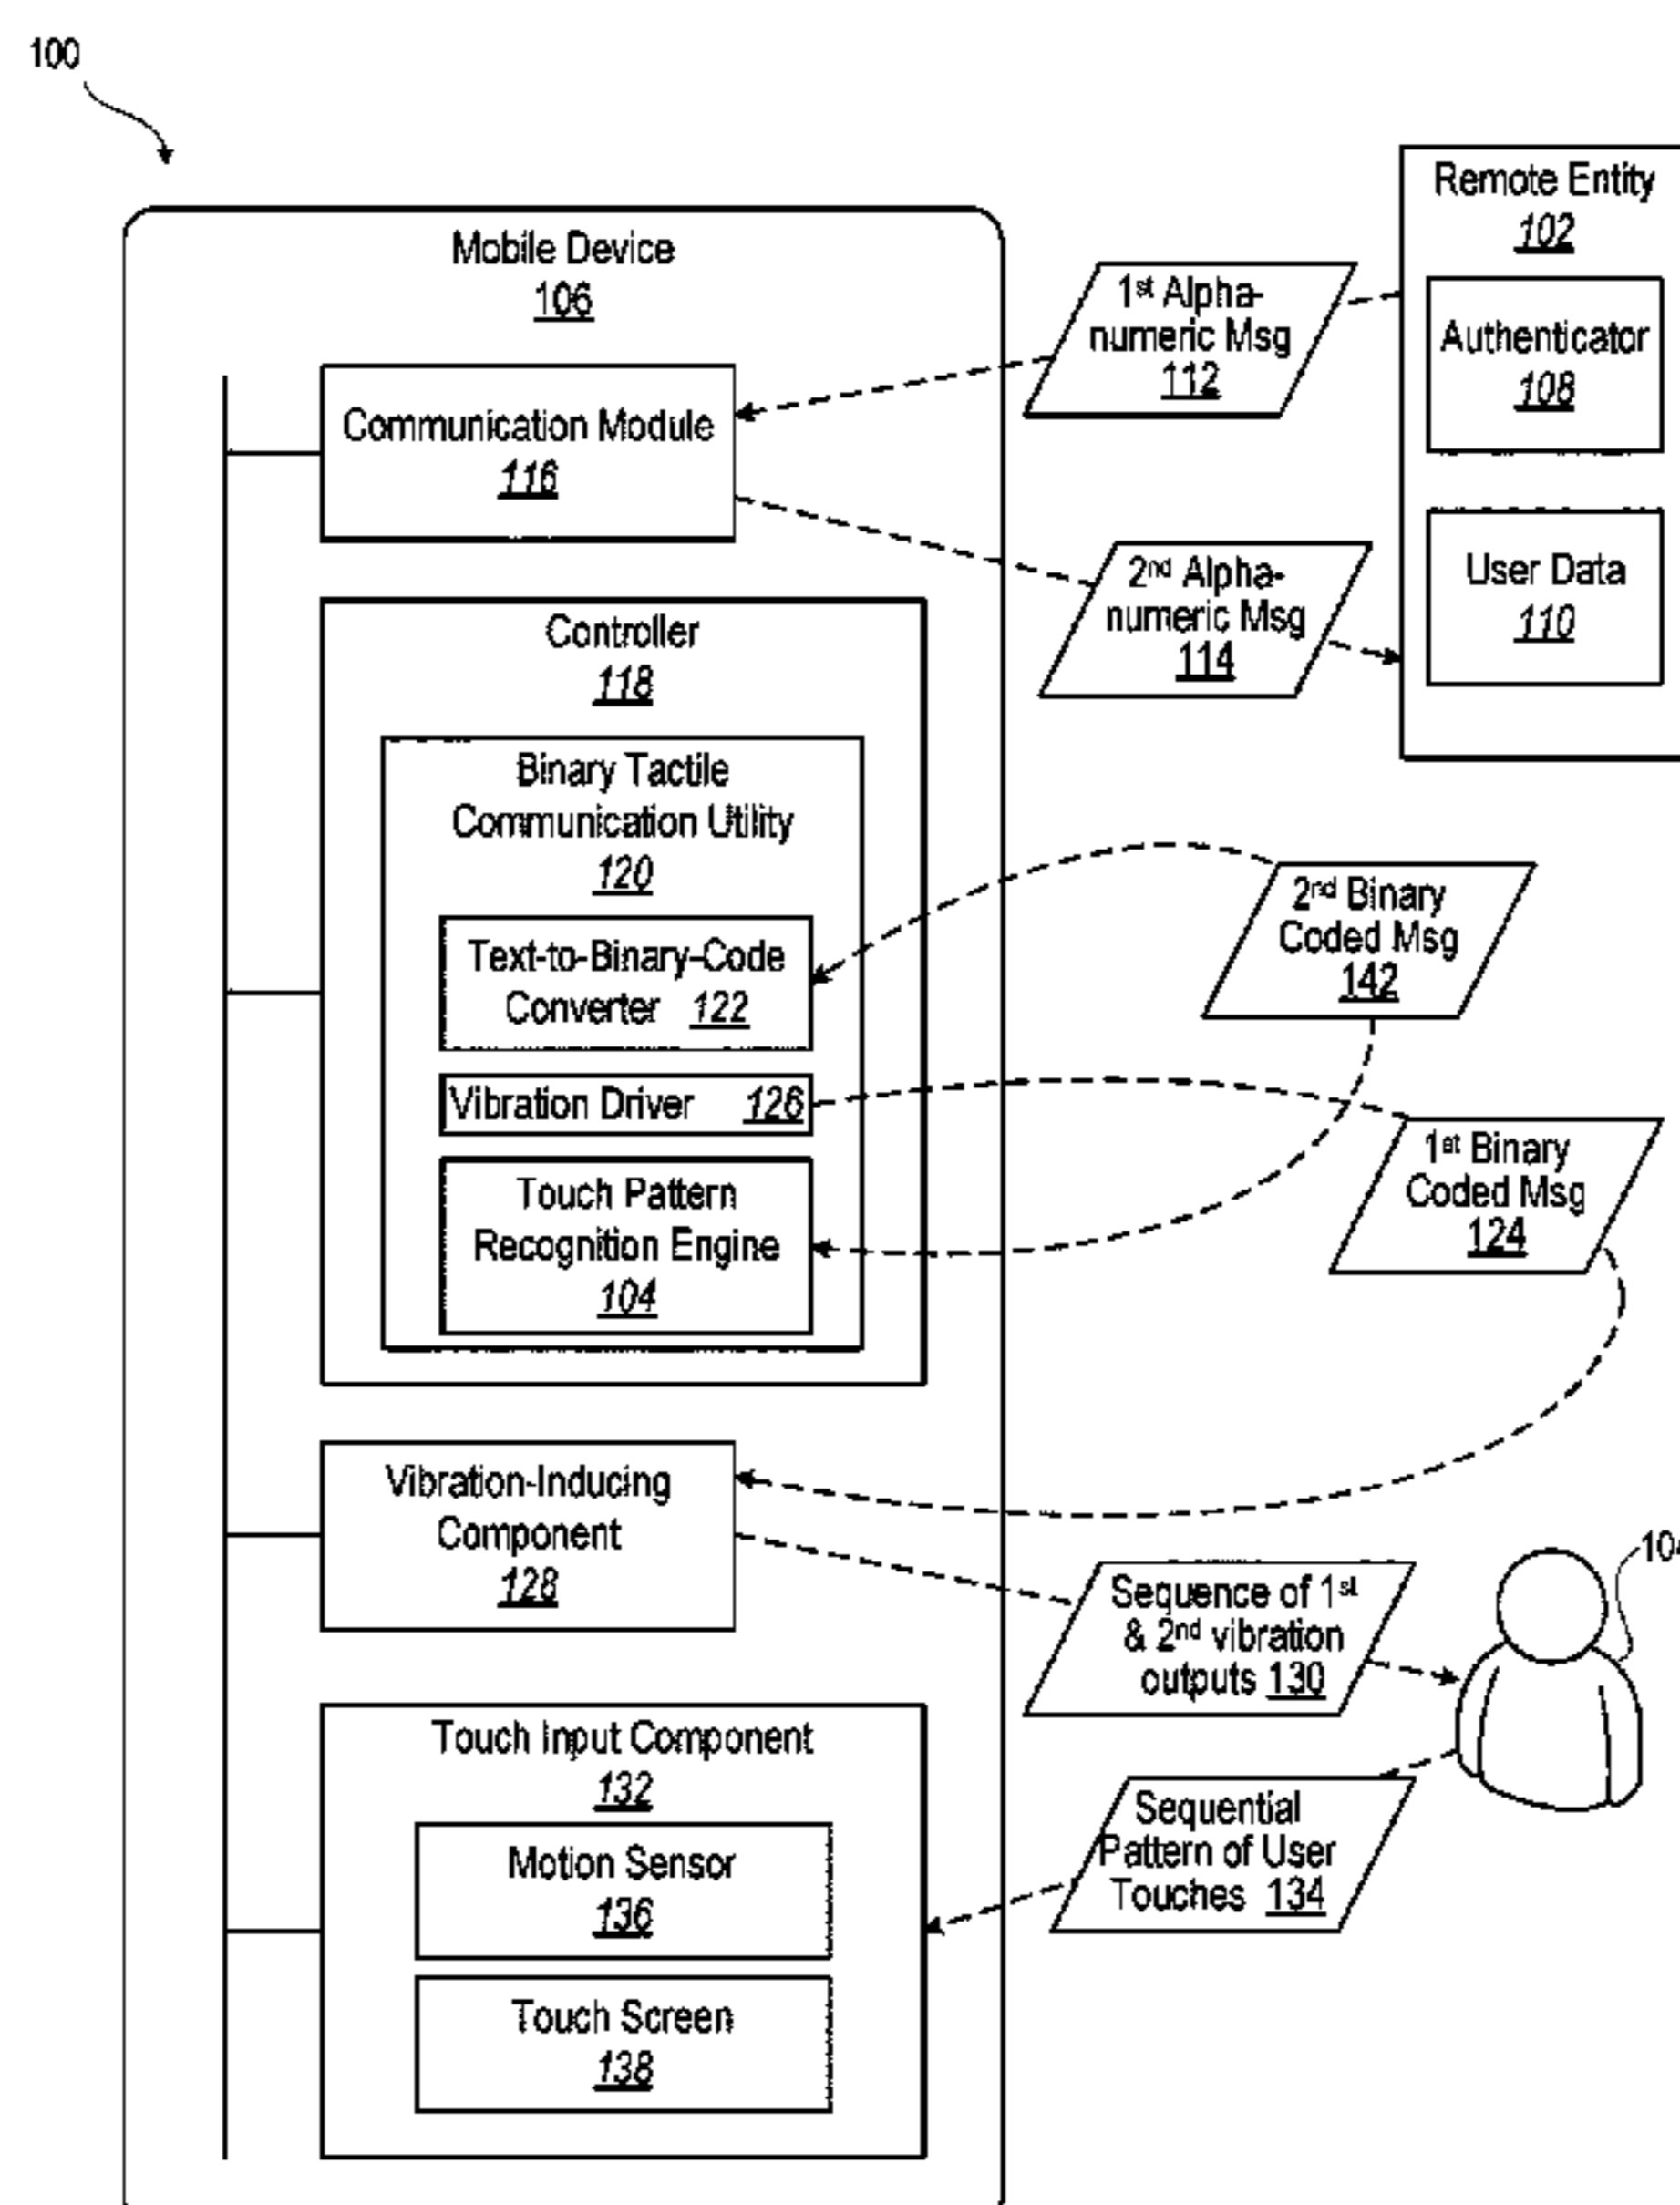 100
Mobile Device
106
Communication Module
116
Controller
118
Binary Tactile
Communication Utility
120
Text-to-Binary-Code
Converter 122
Vibration Driver 126
Touch Pattern
Recognition Engine
104
Vibration-Inducing
Component
128
Touch Input Component
132
Motion Sensor
136
Touch Screen
138
1st Alpha-
numeric Msg
112
2nd Alpha-
numeric Msg
114
Remote Entity
102
Authenticator
108
User Data
110
2nd Binary
Coded Msg
142
1st Binary
Coded Msg
124
Sequence of 1st
& 2nd vibration
outputs 130
Sequential
Pattern of User
Touches 134